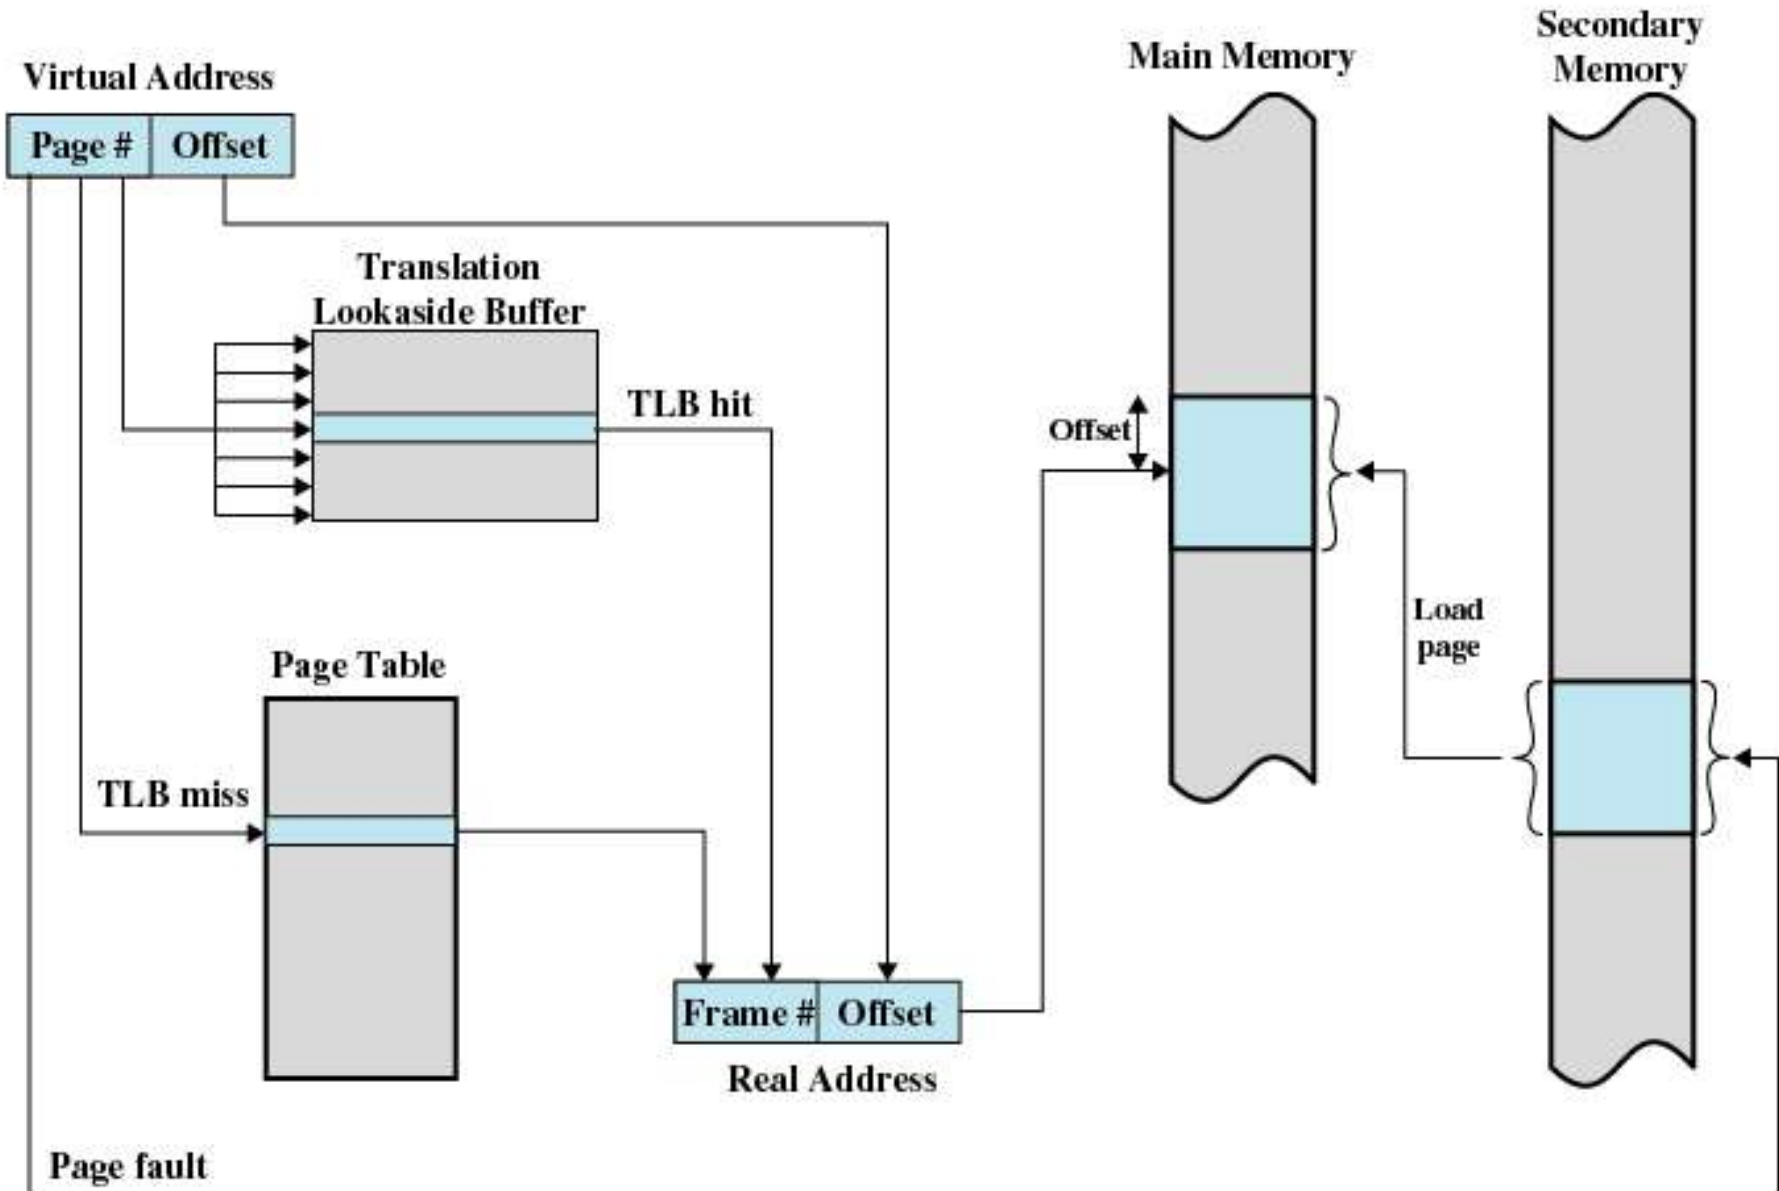 Secondary
Memory
Main Memory
Virtual Address
Page #
Offset
Translation
Lookaside Buffer
TLB hit
Offset
Load
page
Page Table
TLB miss
Frame #
Offset
Real Address
Page fault